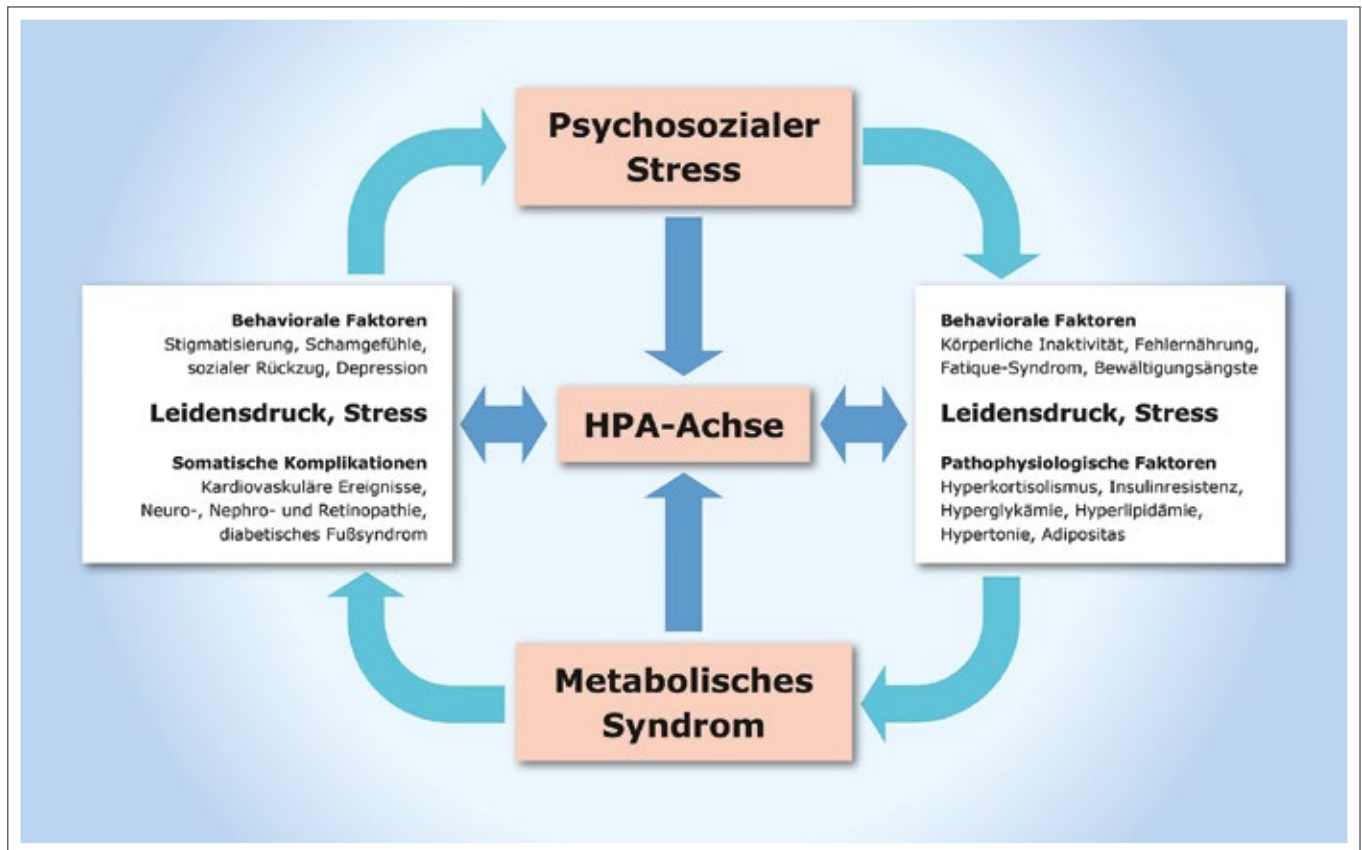 Psychosozialer
Stress
Behaviorale Faktoren
Stigmatisierung, Schamgefühle,
sozialer Rückzug, Depression
Leidensdruck, Stress
Somatische Komplikationen
Kardiovaskuläre Ereignisse,
Neuro-, Nephro- und Retinopathie,
diabetisches Fußsyndrom
HPA-Achse
Behaviorale Faktoren
Körperliche Inaktivität, Fehlernährung,
Fatique-Syndrom, Bewältigungsängste
Leidensdruck, Stress
Pathophysiologische Faktoren
Hyperkortisolismus, Insulinresistenz,
Hyperglykämie, Hyperlipidämie,
Hypertonie, Adipositas
Metabolisches
Syndrom